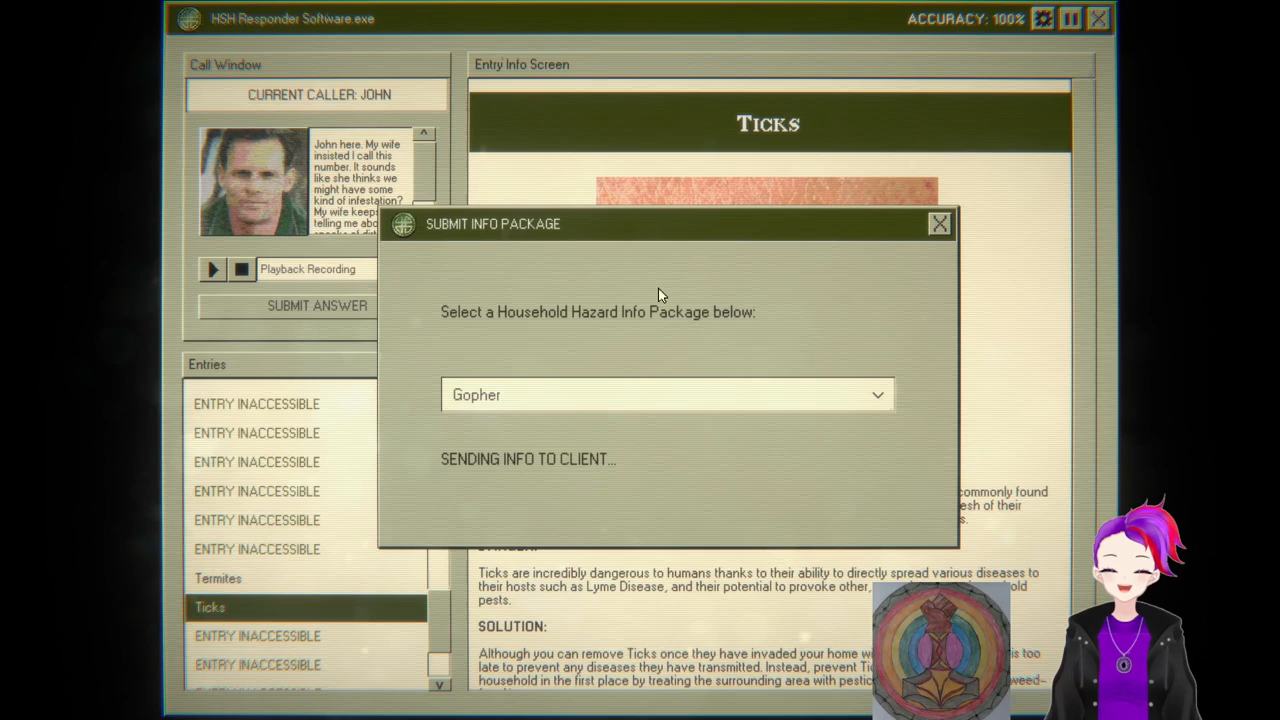 HSH Responder Software.exe
ACCURACY: 100%
Call Window
CURRENT CALLER: JOHN
John here. My wife
insisted I call this
number. It sounds
like she thinks we
might have some
kind of infestation?
My wife keeps
telling me
Playback Recording
SUBMIT ANSWER
Entries
ENTRY INACCESSIBLE
ENTRY INACCESSIBLE
ENTRY INACCESSIBLE
ENTRY INACCESSIBLE
ENTRY INACCESSIBLE
ENTRY INACCESSIBLE
Termites
Ticks
ENTRY INACCESSIBLE
ENTRY INACCESSIBLE
Entry Info Screen
Ticks
SUBMIT INFO PACKAGE
Select a Household Hazard Info Package below:
Gopher
SENDING INFO TO CLIENT...
commonly found
of their
Ticks are incredibly dangerous to humans thanks to their ability to directly spread various diseases to
their hosts such as Lyme Disease, and their potential to provoke other,
pests.
SOLUTION:
Although you can remove Ticks once they have invaded your home
is too
late to prevent any diseases they have transmitted. Instead, prevent
household in the first place by treating the surrounding area with
weed-